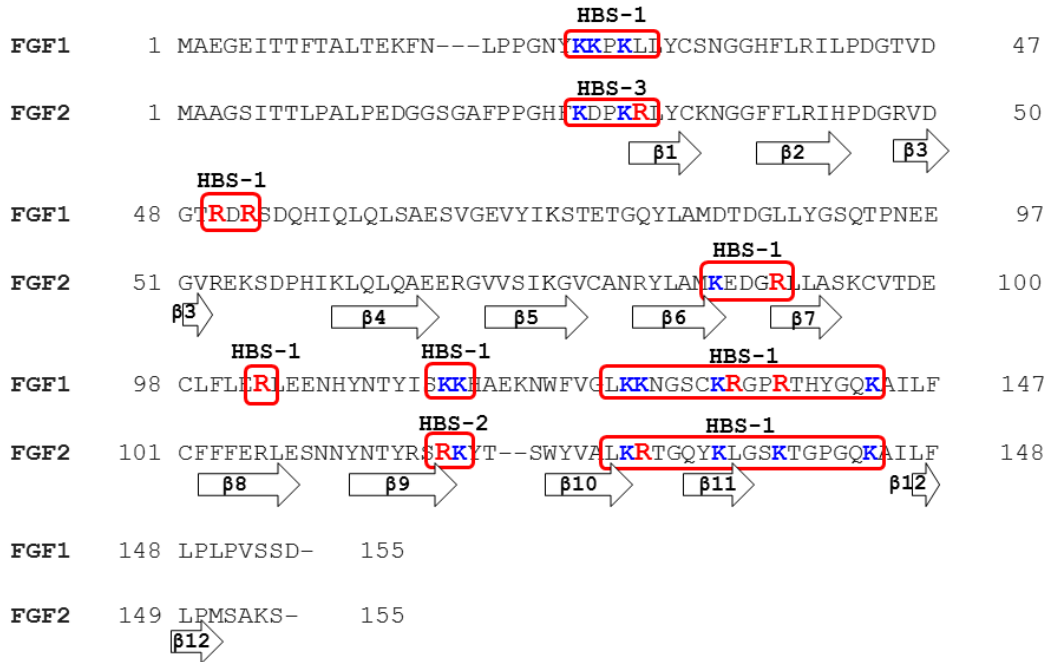 HBS-1
FGF1 1 MAEGEITTFTALTEKFN---LPPGNYKKPKLLYCSNGGHFLRILPDGTVD 47
HBS-3
FGF2 1 MAAGSITTLPALPEDGGSGAFPPGHFKDPKRLYCKNGGFFLRIHPDGRVD 50
β1 β2 β3
HBS-1
FGF1 48 GTRDRSDQHIQLQLSAESVGEVYIKSTETGQYLAMDTDGLLYGSQTPNEE 97
HBS-1
FGF2 51 GVREKSDPHIKLQLQAEERGVVSIKGVCANRYLAMKEDGRLLASKCVTDE 100
β3 β4 β5 β6 β7
HBS-1 HBS-1 HBS-1
FGF1 98 CLFLERLEENHYNTYISKKHAEKNWFVGLKKNGSCKRGPRTHYGQKAILF 147
HBS-2 HBS-1
FGF2 101 CFFFERLESNNYNTYRSRKYT--SWYVALKRTGQYKLGSKTGPGQKAILF 148
β8 β9 β10 β11 β12
FGF1 148 LPLPVSSD- 155
FGF2 149 LPMSAKS- 155
β12